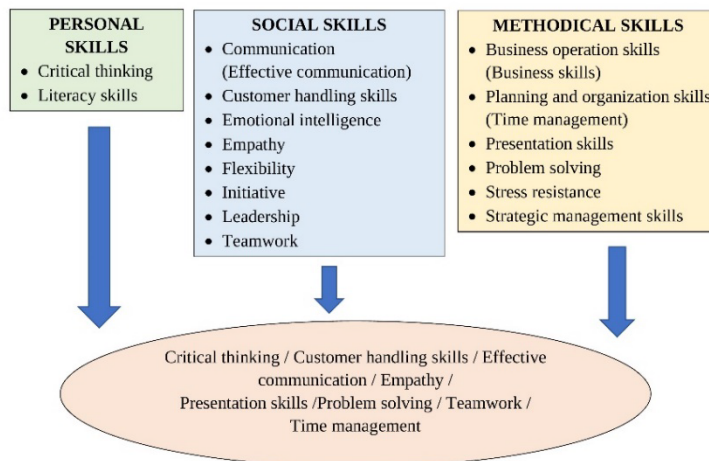 PERSONAL
SKILLS
• Critical thinking
• Literacy skills
SOCIAL SKILLS
• Communication
(Effective communication)
• Customer handling skills
• Emotional intelligence
• Empathy
• Flexibility
• Initiative
• Leadership
• Teamwork
METHODICAL SKILLS
• Business operation skills
(Business skills)
• Planning and organization skills
(Time management)
• Presentation skills
• Problem solving
• Stress resistance
• Strategic management skills
Critical thinking / Customer handling skills / Effective
communication / Empathy /
Presentation skills /Problem solving / Teamwork /
Time management